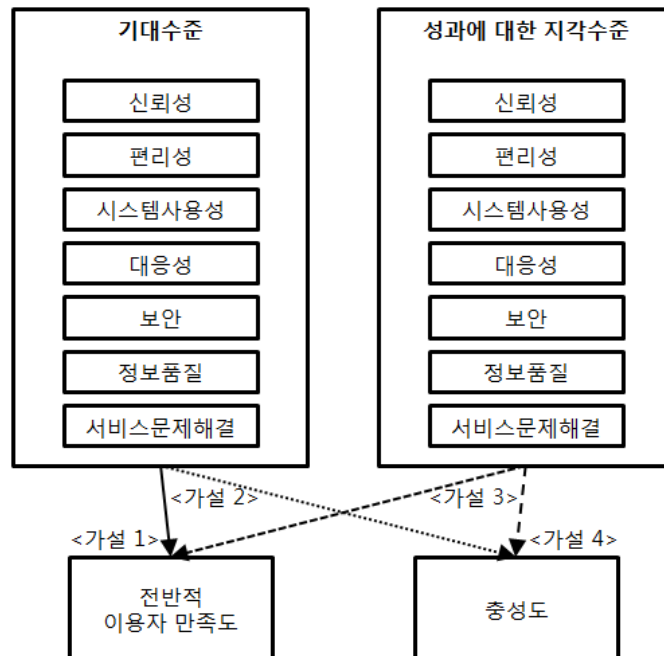 기대수준
신뢰성
편리성
시스템사용성
대응성
보안
정보품질
서비스문제해결
성과에 대한 지각수준
신뢰성
편리성
시스템사용성
대응성
보안
정보품질
서비스문제해결
<가설 2>
<가설 3>
<가설 1>
<가설 4>
전반적
이용자 만족도
충성도